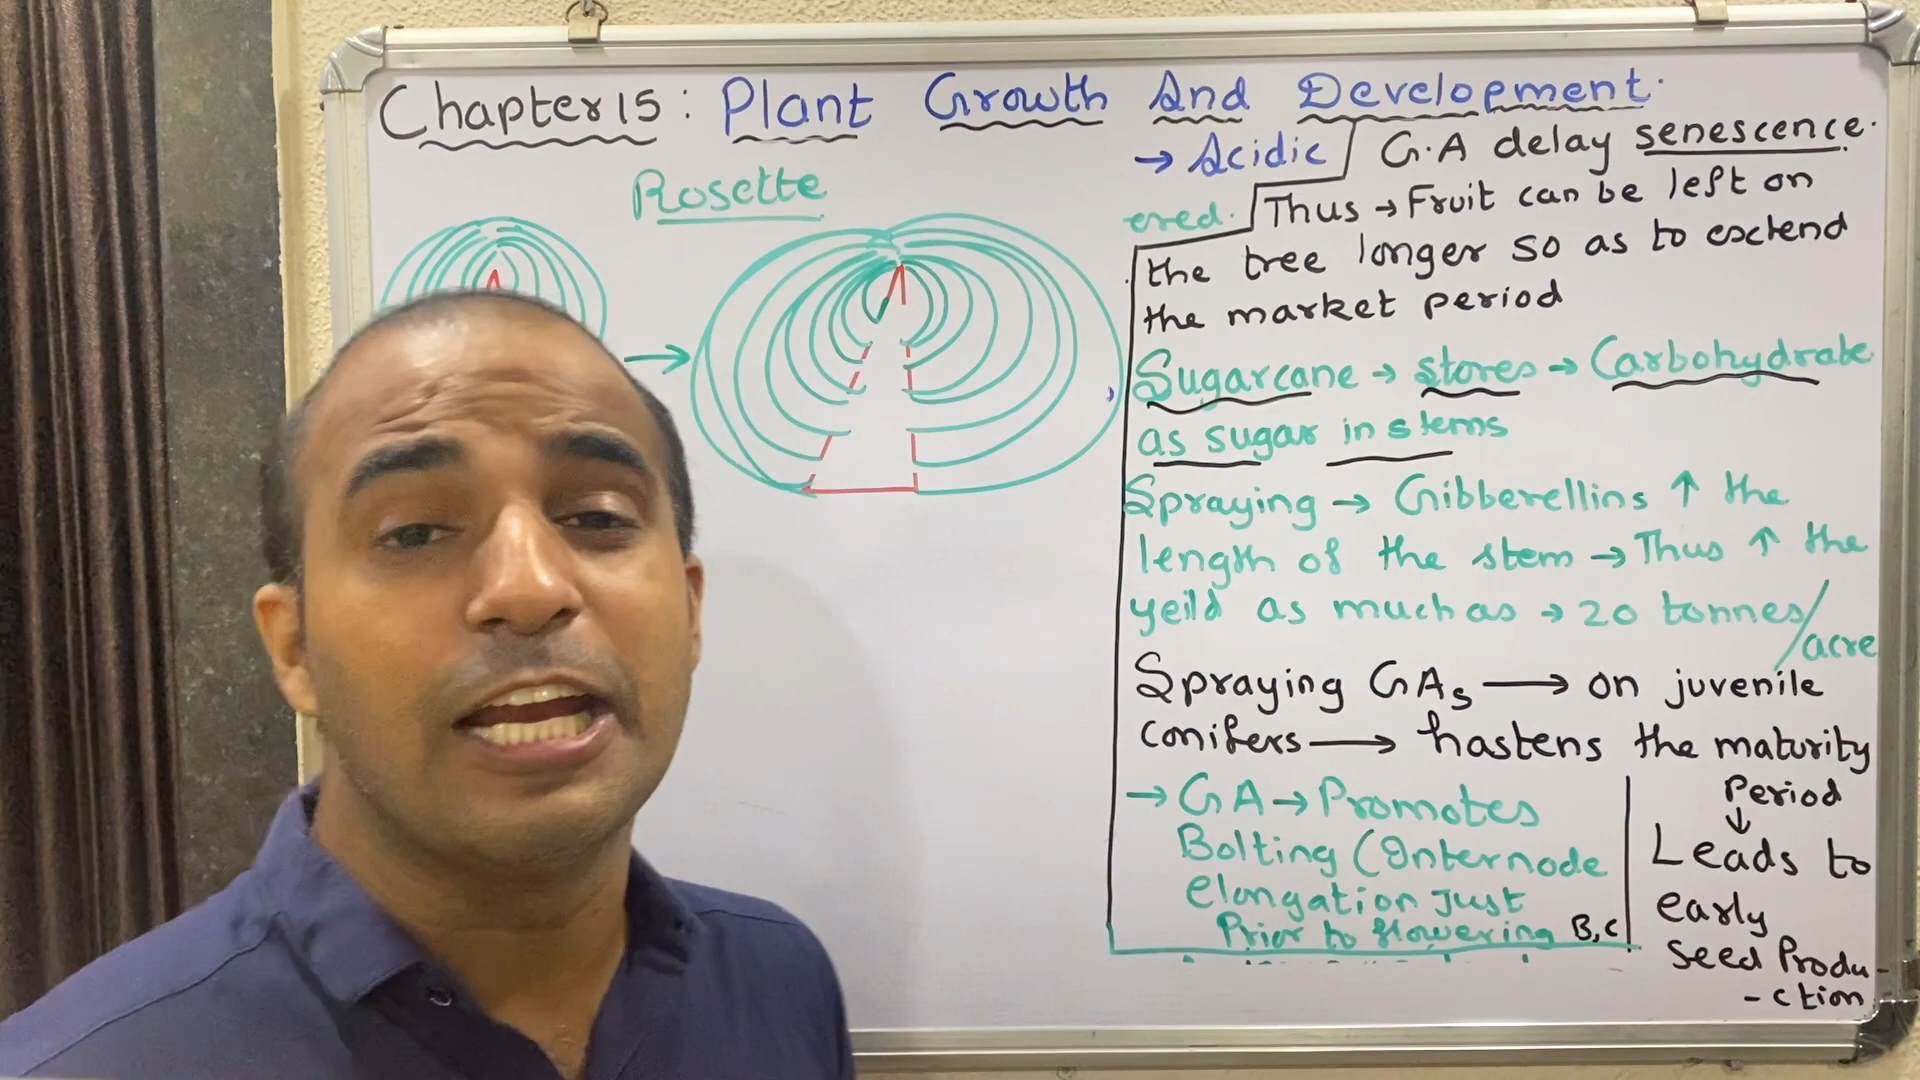 Chapter 15 : Plant Growth And Development.
Rosette
→ Acidic
G.A delay senescence.
ered.
Thus → Fruit can be left on
the tree longer so as to extend
the market period
Sugarcane → stores → Carbohydrate
as sugar in stems
Spraying → Gibberellins ↑ the
length of the stem → Thus ↑ the
yeild as much as → 20 tonnes/
acre
Spraying GAs → on juvenile
conifers → hastens the maturity
Period
↓
Leads to
early
seed Produ-
-ction
→ GA → Promotes
Bolting (Internode
elongation Just
Prior to flowering B,C